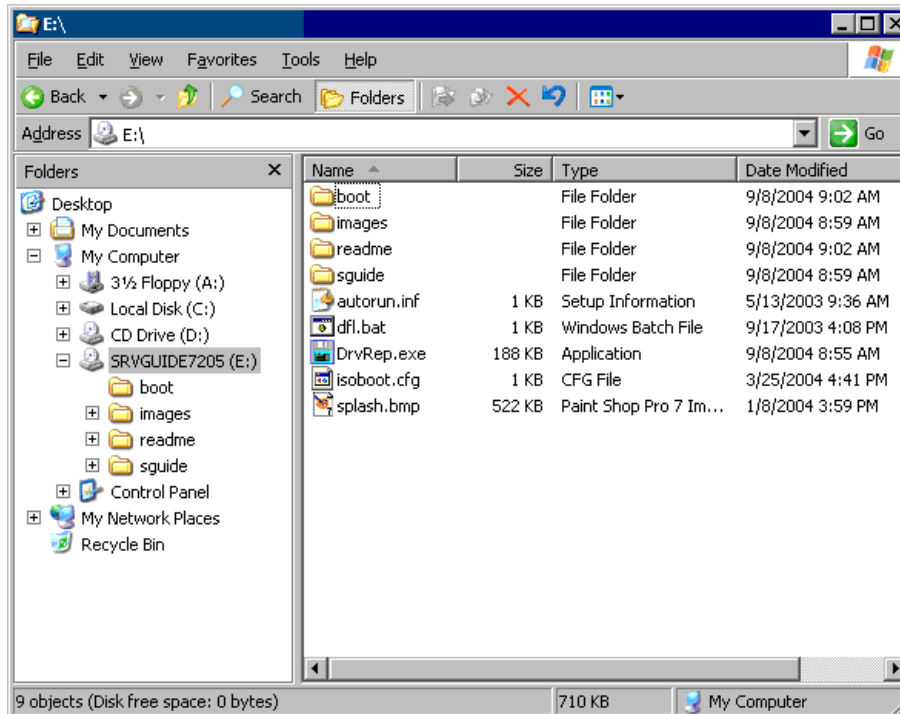 E:\
File Edit View Favorites Tools Help
Back Search Folders
Address E:\ Go
Folders
Desktop
My Documents
My Computer
3½ Floppy (A:)
Local Disk (C:)
CD Drive (D:)
SRVGUIDE7205 (E:)
boot
images
readme
sguide
Control Panel
My Network Places
Recycle Bin
Name Size Type Date Modified
boot File Folder 9/8/2004 9:02 AM
images File Folder 9/8/2004 8:59 AM
readme File Folder 9/8/2004 9:02 AM
sguide File Folder 9/8/2004 8:59 AM
autorun.inf 1 KB Setup Information 5/13/2003 9:36 AM
dfl.bat 1 KB Windows Batch File 9/17/2003 4:08 PM
DrvRep.exe 188 KB Application 9/8/2004 8:55 AM
isoboot.cfg 1 KB CFG File 3/25/2004 4:41 PM
splash.bmp 522 KB Paint Shop Pro 7 Im... 1/8/2004 3:59 PM
9 objects (Disk free space: 0 bytes) 710 KB My Computer